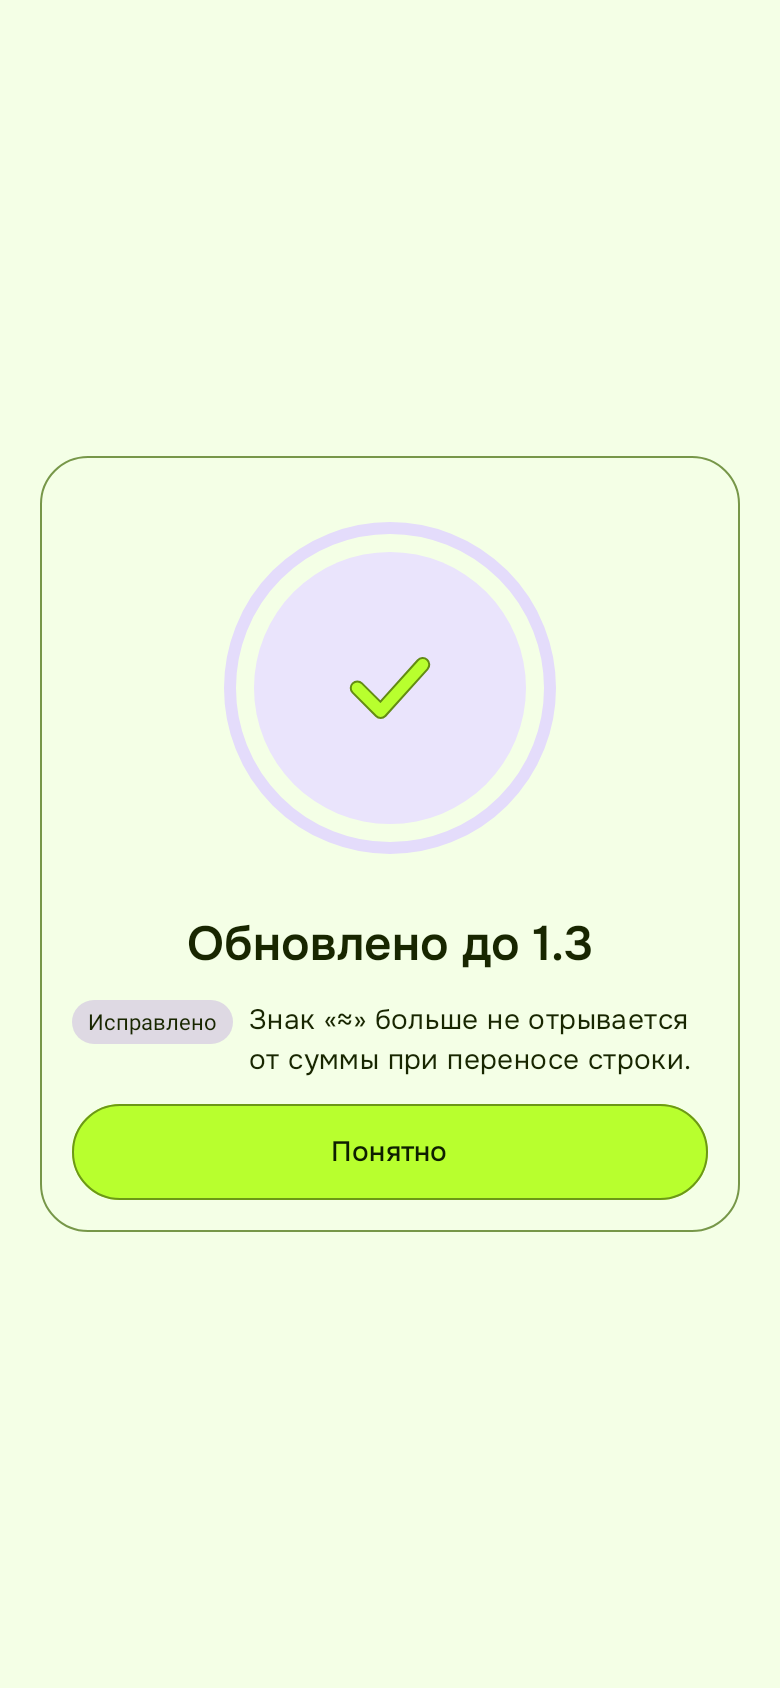 Обновлено до 1.3
Исправлено
Знак «≈» больше не отрывается
от суммы при переносе строки.
Понятно